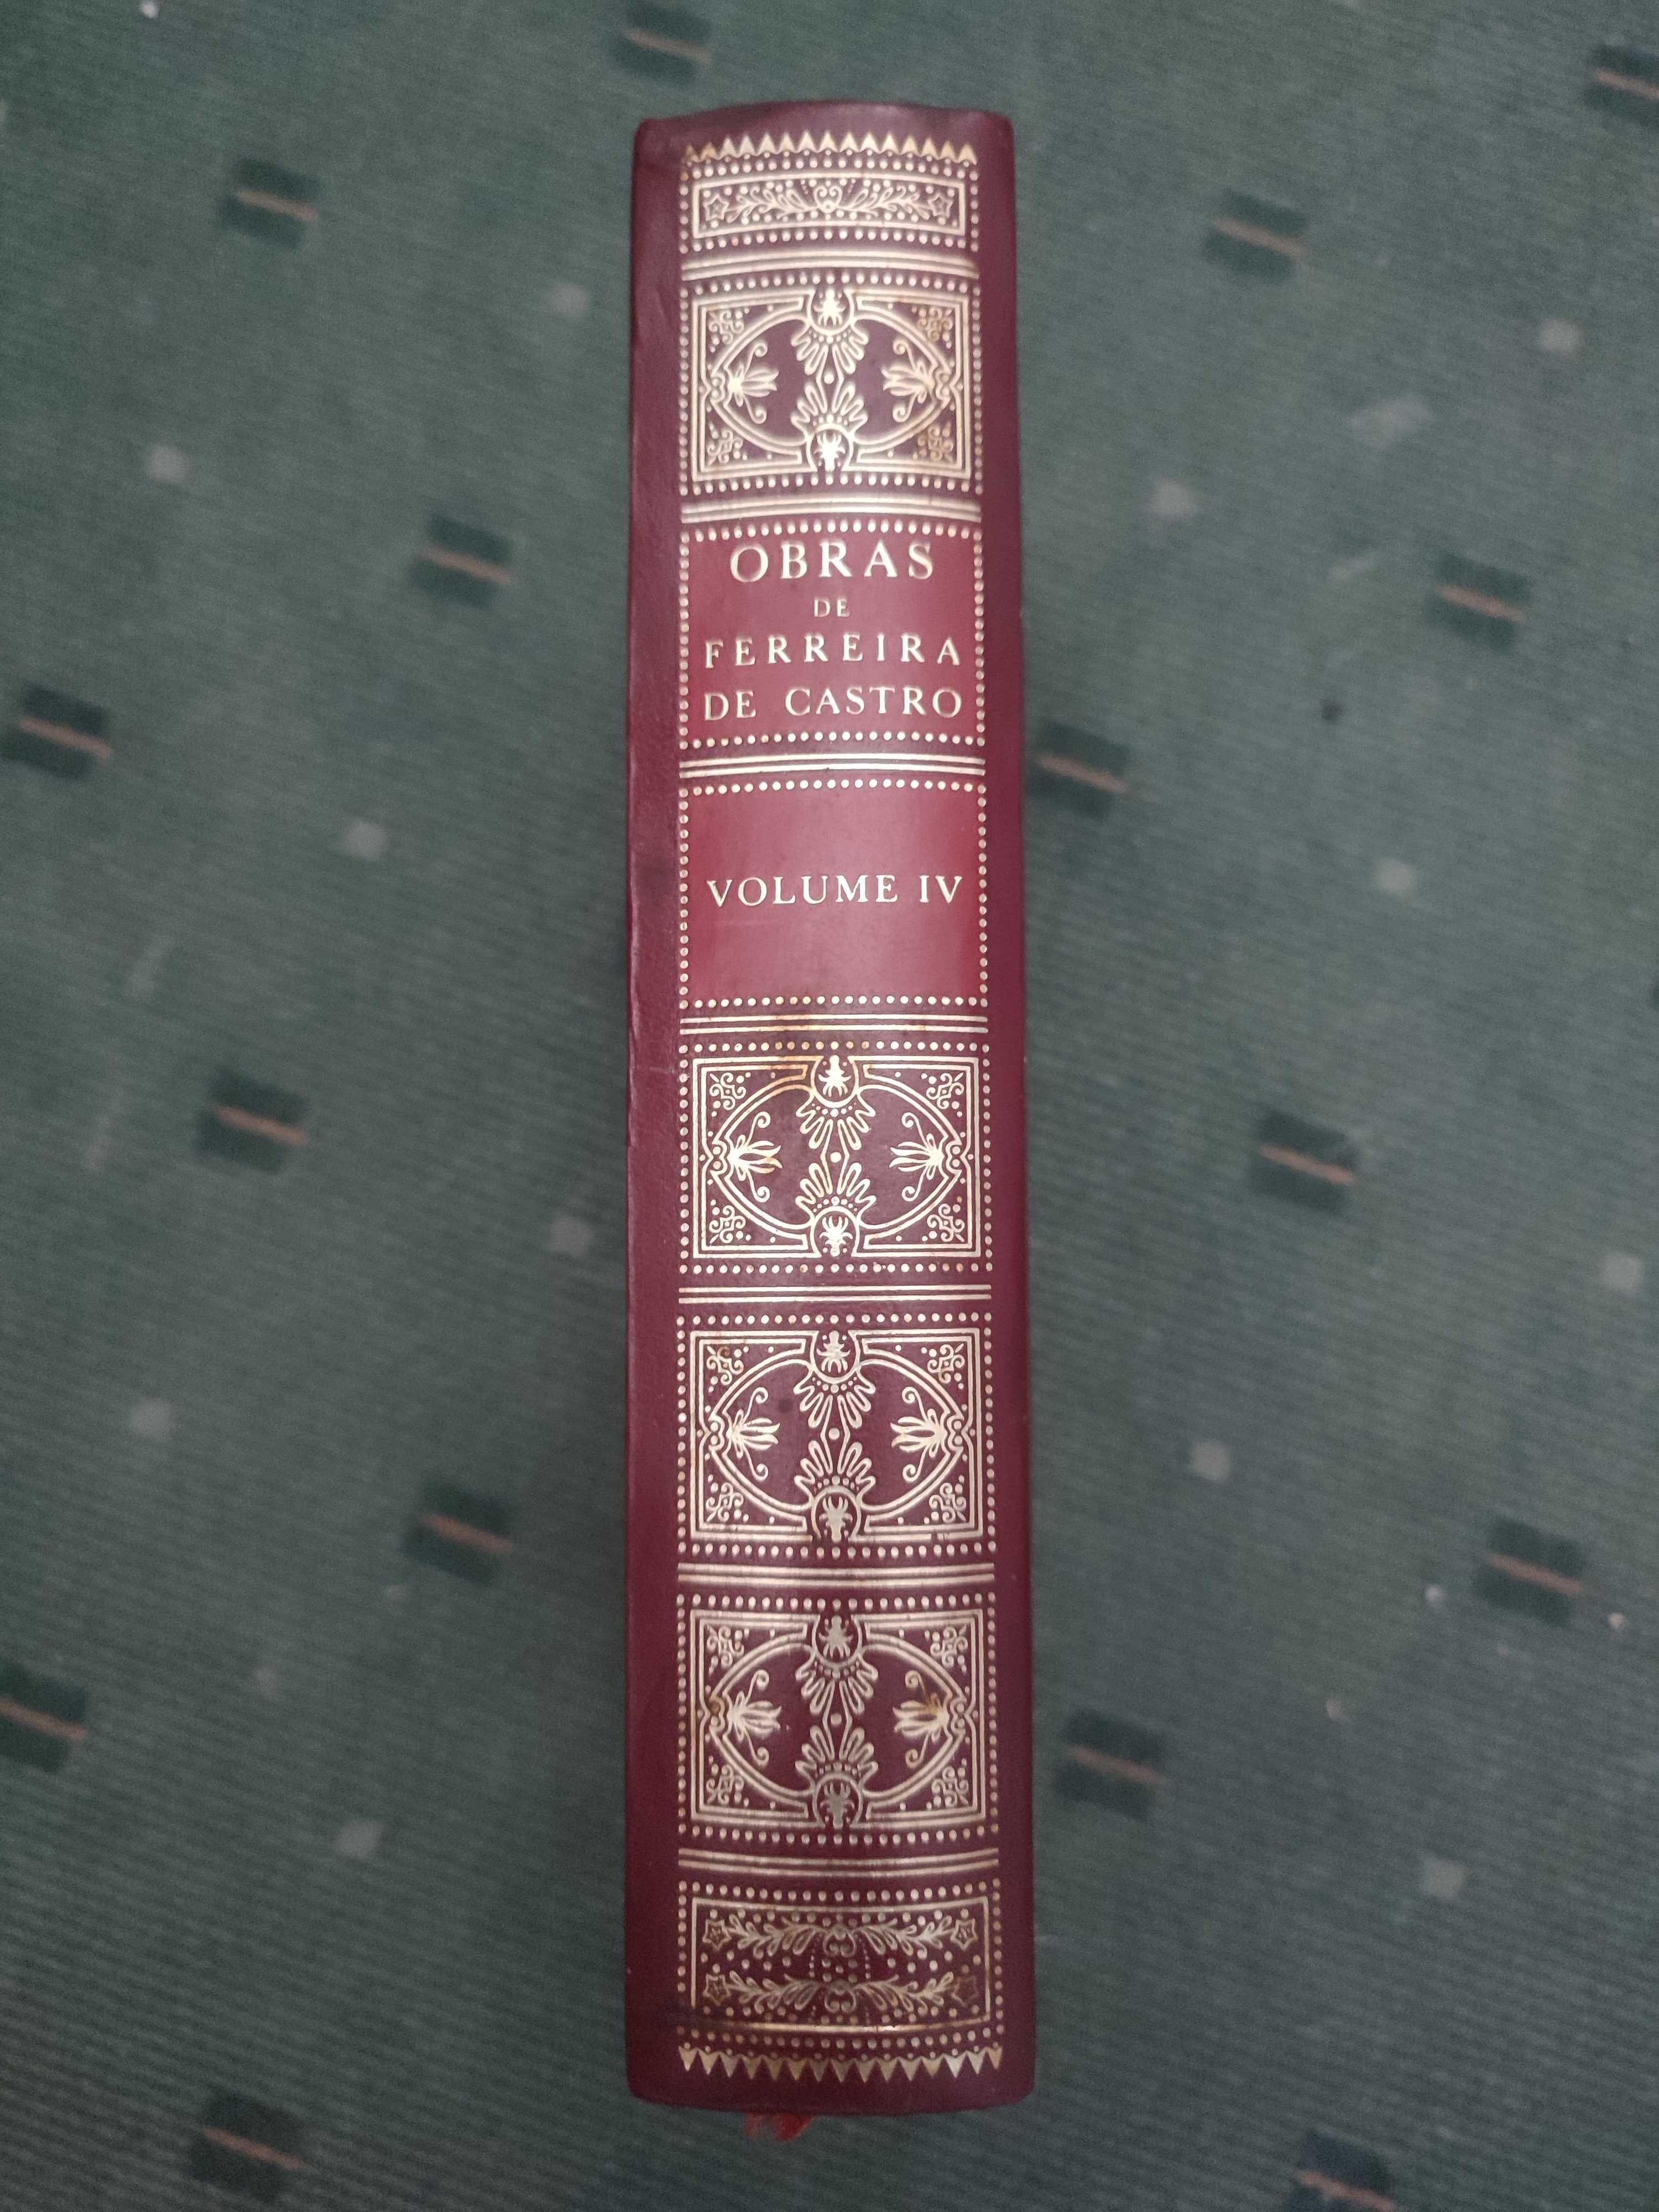 OBRAS
DE
FERREIRA
DE CASTRO
VOLUME IV